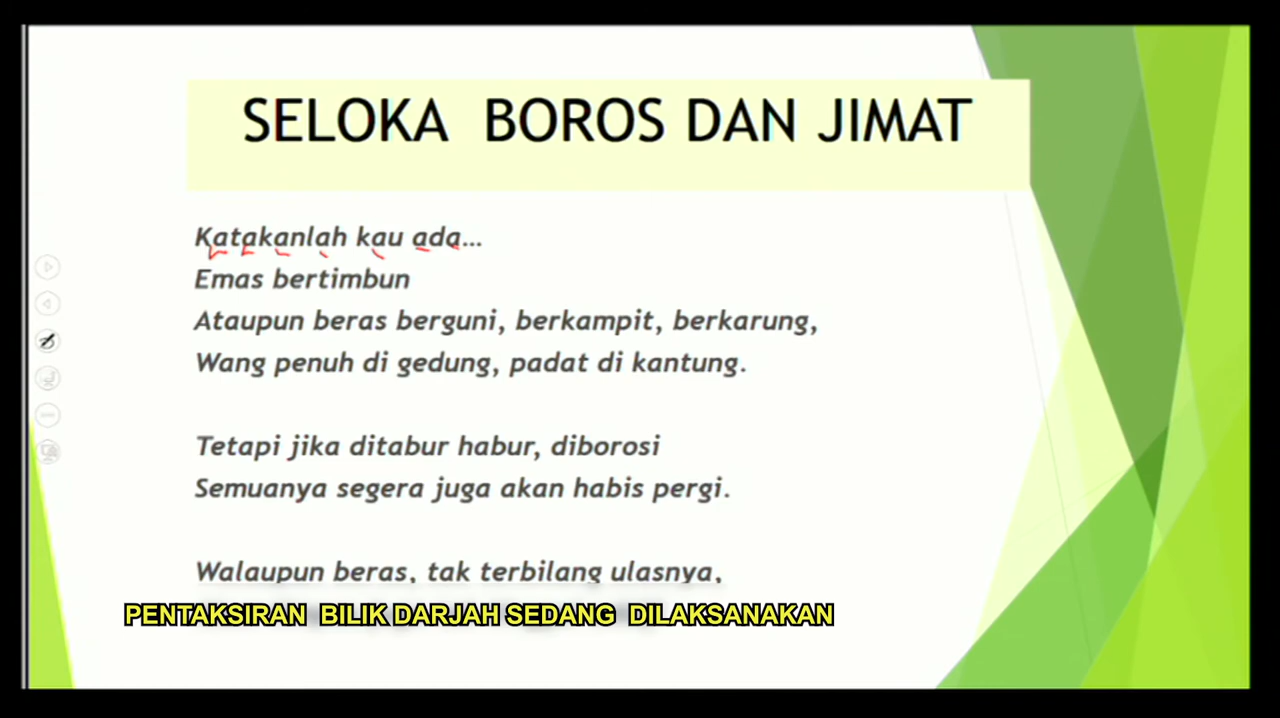 SELOKA BOROS DAN JIMAT
Katakanlah kau ada...
Emas bertimbun
Ataupun beras berguni, berkampit, berkarung,
Wang penuh di gedung, padat di kantung.
Tetapi jika ditabur habur, diborosi
Semuanya segera juga akan habis pergi.
Walaupun beras, tak terbilang ulasnya,
PENTAKSIRAN BILIK DARJAH SEDANG DILAKSANAKAN